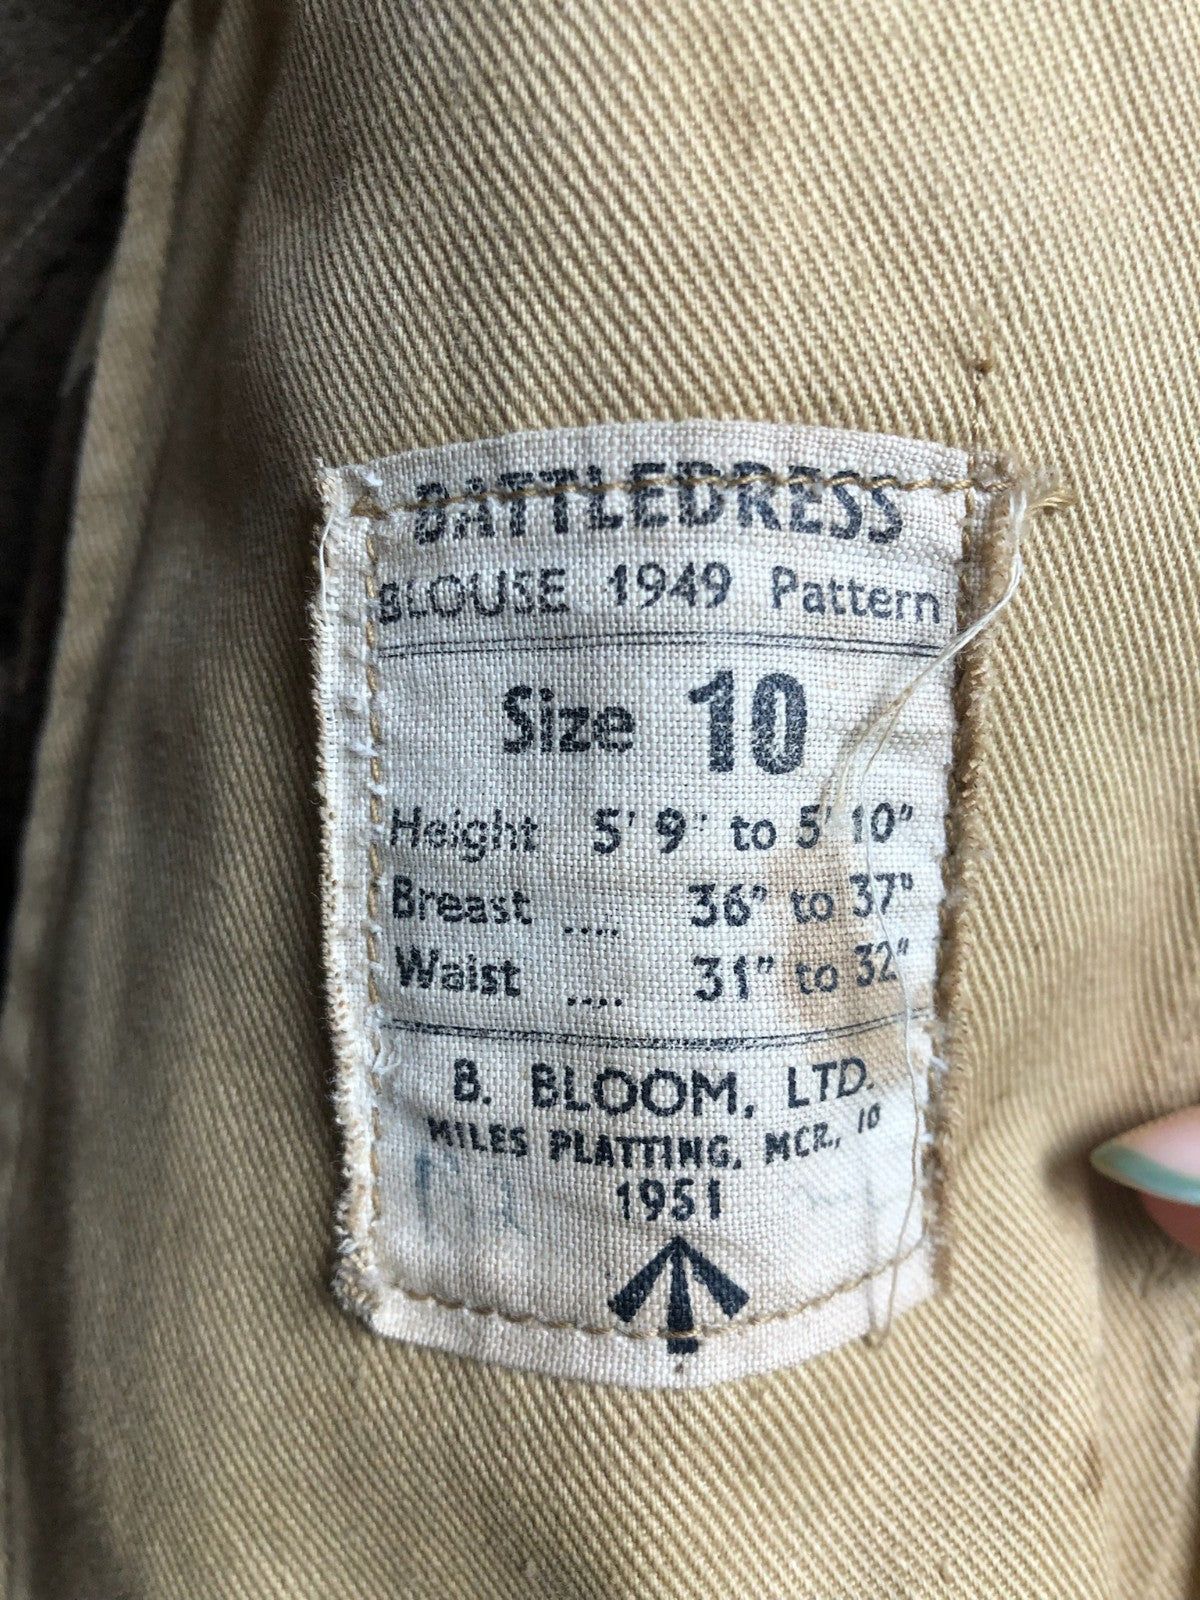 BATTLEDRESS
BLOUSE 1949 Pattern
Size 10
Height 5' 9" to 5' 10"
Breast .... 36" to 37"
Waist .... 31" to 32"
B. BLOOM, LTD.
MILES PLATTING, MCR., 10
1951